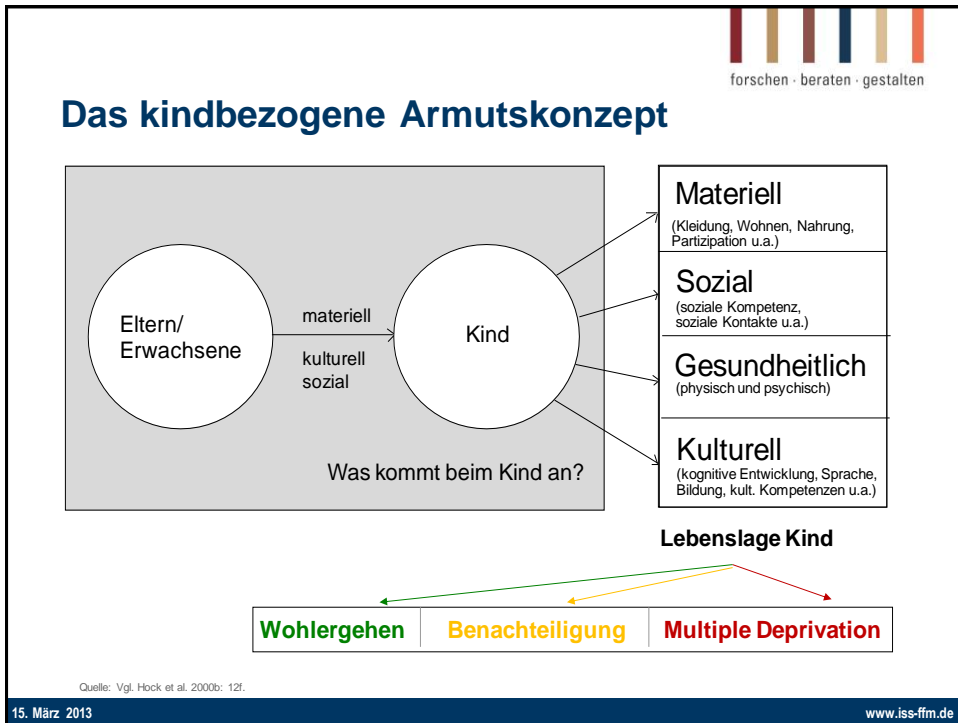 forschen · beraten · gestalten
Das kindbezogene Armutskonzept
Eltern/
Erwachsene
materiell
kulturell
sozial
Kind
Was kommt beim Kind an?
Materiell
(Kleidung, Wohnen, Nahrung,
Partizipation u.a.)
Sozial
(soziale Kompetenz,
soziale Kontakte u.a.)
Gesundheitlich
(physisch und psychisch)
Kulturell
(kognitive Entwicklung, Sprache,
Bildung, kult. Kompetenzen u.a.)
Lebenslage Kind
Wohlergehen Benachteiligung Multiple Deprivation
Quelle: Vgl. Hock et al. 2000b: 12f.
15. März 2013 www.iss-ffm.de